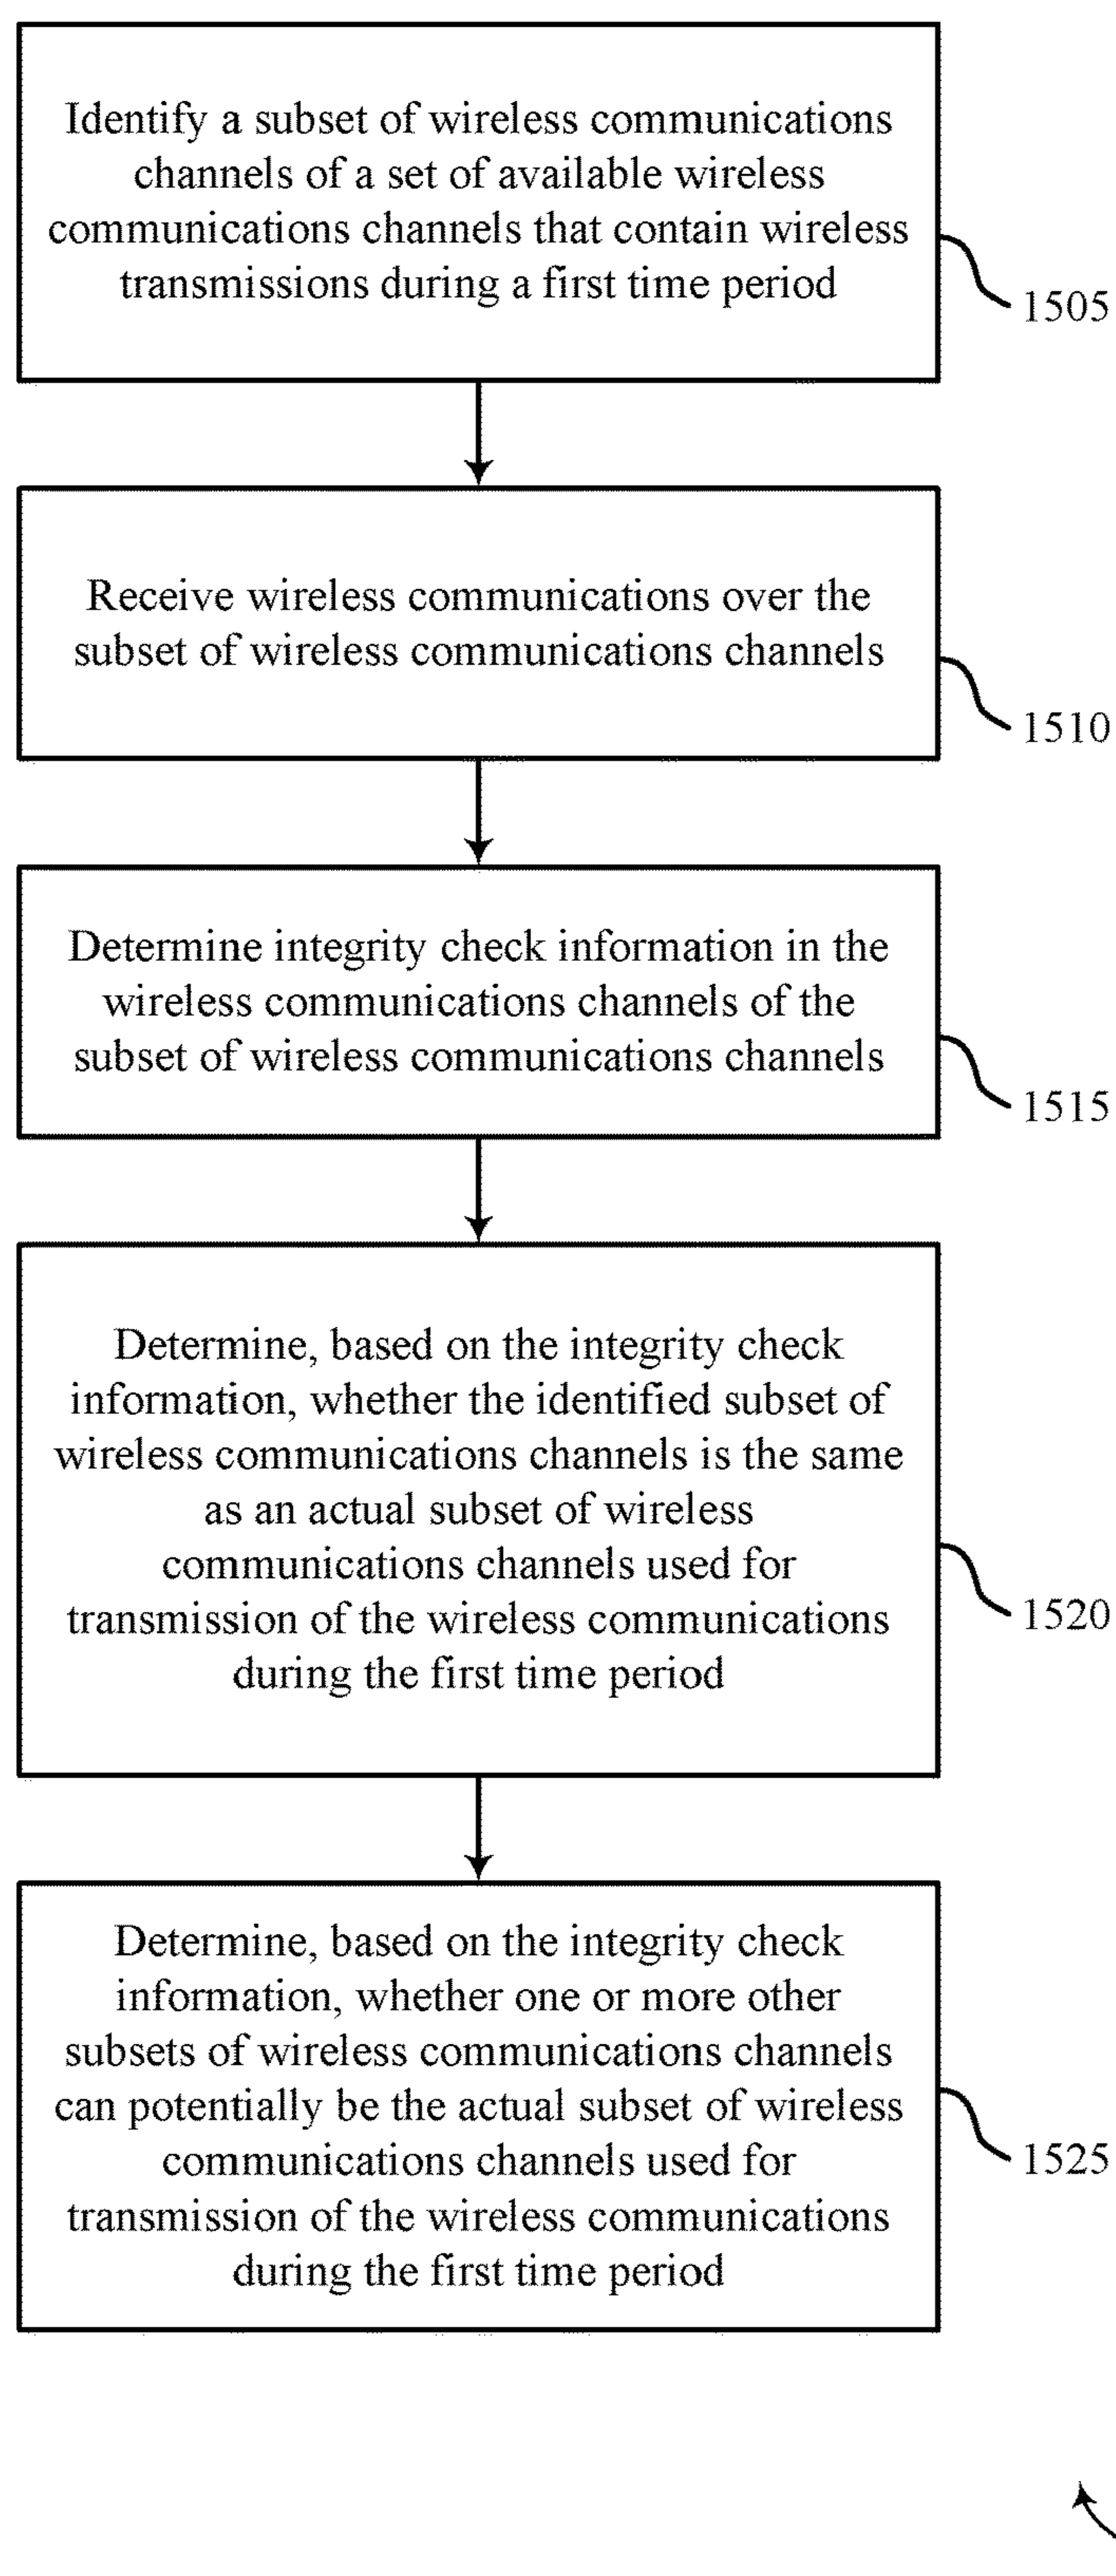 Identify a subset of wireless communications
channels of a set of available wireless
communications channels that contain wireless
transmissions during a first time period
1505
Receive wireless communications over the
subset of wireless communications channels
1510
Determine integrity check information in the
wireless communications channels of the
subset of wireless communications channels
1515
Determine, based on the integrity check
information, whether the identified subset of
wireless communications channels is the same
as an actual subset of wireless
communications channels used for
transmission of the wireless communications
during the first time period
1520
Determine, based on the integrity check
information, whether one or more other
subsets of wireless communications channels
can potentially be the actual subset of wireless
communications channels used for
transmission of the wireless communications
during the first time period
1525